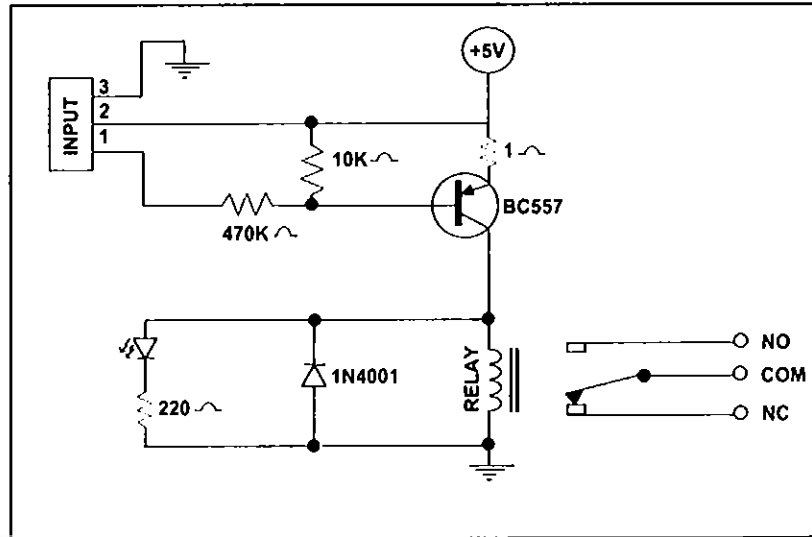 +5V
3
2
1
INPUT
10K
1
BC557
470K
1N4001
220
RELAY
NO
COM
NC